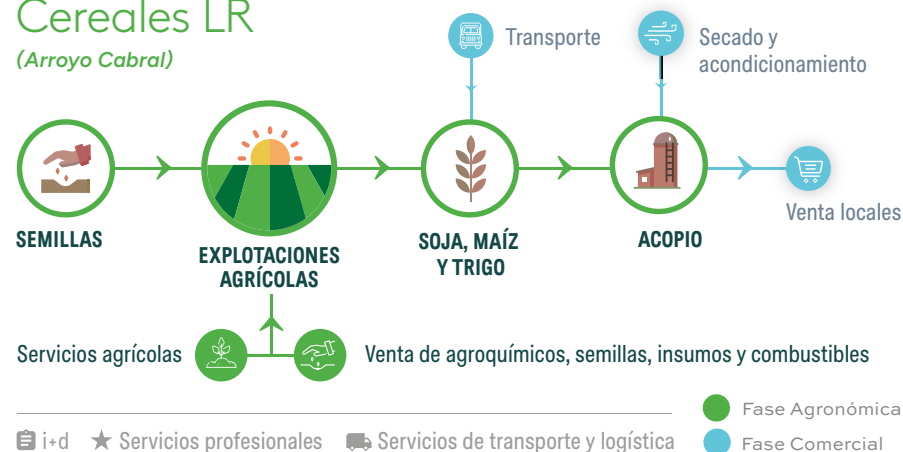 Cereales LR
(Arroyo Cabral)
Transporte
Secado y
acondicionamiento
SEMILLAS
EXPLOTACIONES
AGRÍCOLAS
SOJA, MAÍZ
Y TRIGO
ACOPIO
Venta locales
Servicios agrícolas
Venta de agroquímicos, semillas, insumos y combustibles
i+d
Servicios profesionales
Servicios de transporte y logística
Fase Agronómica
Fase Comercial